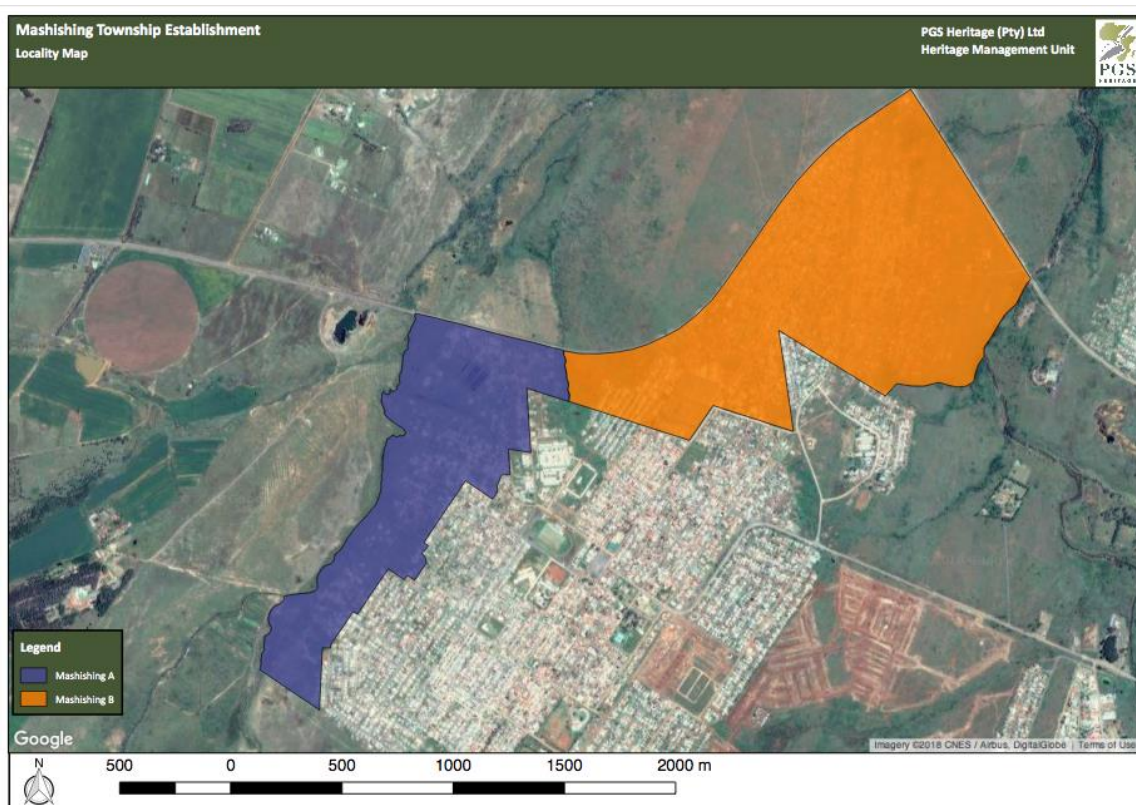 Mashishing Township Establishment
Locality Map
PGS Heritage (Pty) Ltd
Heritage Management Unit
PGS
HERITAGE
Legend
Mashishing A
Mashishing B
Google
Imagery ©2018 CNES / Airbus, DigitalGlobe | Terms of Use
N
500 0 500 1000 1500 2000 m